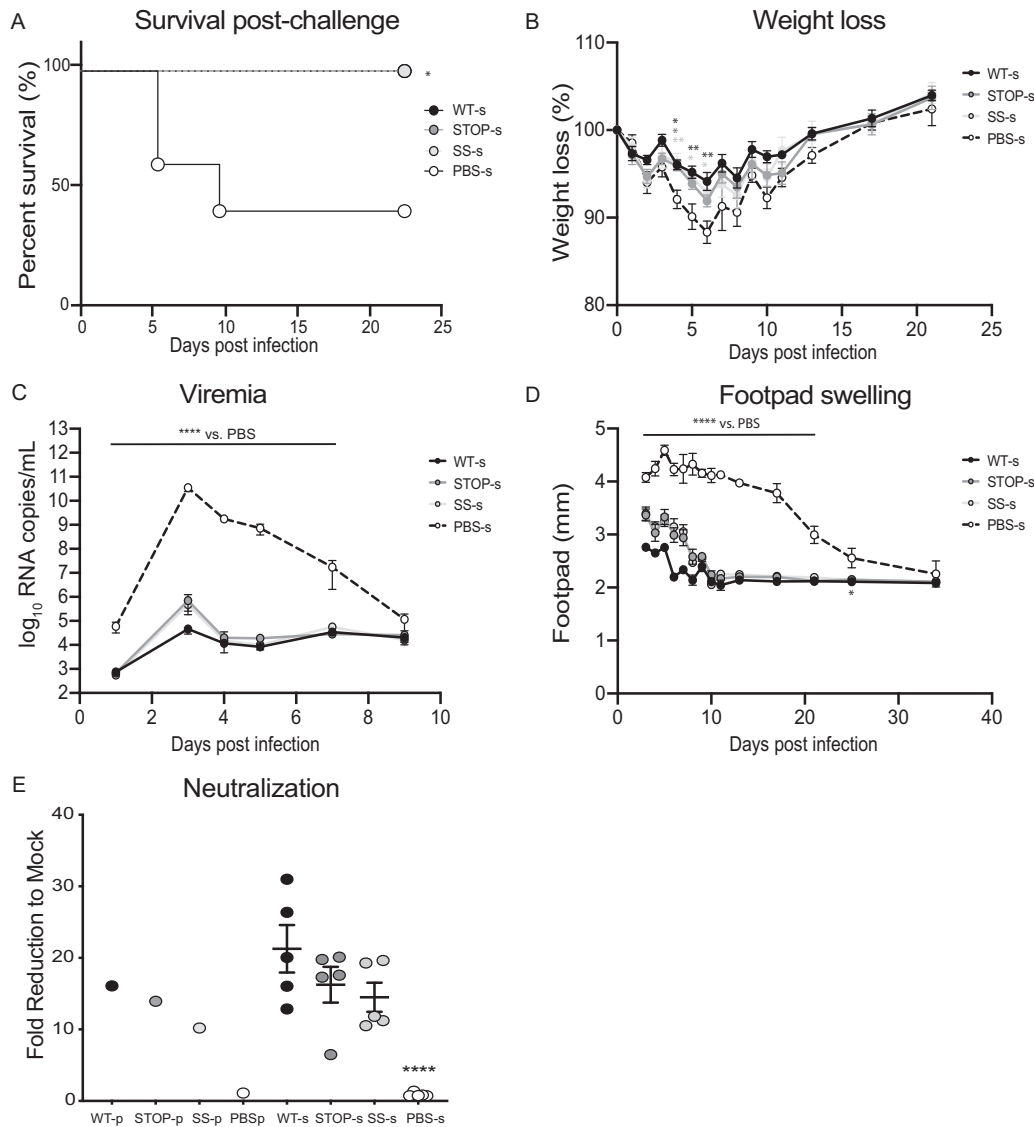 A
Survival post-challenge
Percent survival (%)
100
50
0
0 5 10 15 20 25
Days post infection
*
WT-s
STOP-s
SS-s
PBS-s
B
Weight loss
Weight loss (%)
100
90
80
0 5 10 15 20 25
Days post infection
*
*
*
**
**
*
**
*
WT-s
STOP-s
SS-s
PBS-s
C
Viremia
log10 RNA copies/mL
13
12
11
10
9
8
7
6
5
4
3
2
0 2 4 6 8 10
Days post infection
**** vs. PBS
WT-s
STOP-s
SS-s
PBS-s
D
Footpad swelling
Footpad (mm)
5
4
3
2
0
0 10 20 30 40
Days post infection
**** vs. PBS
*
WT-s
STOP-s
SS-s
PBS-s
E
Neutralization
Fold Reduction to Mock
40
30
20
10
0
****
WT-p STOP-p SS-p PBSp WT-s STOP-s SS-s PBS-s